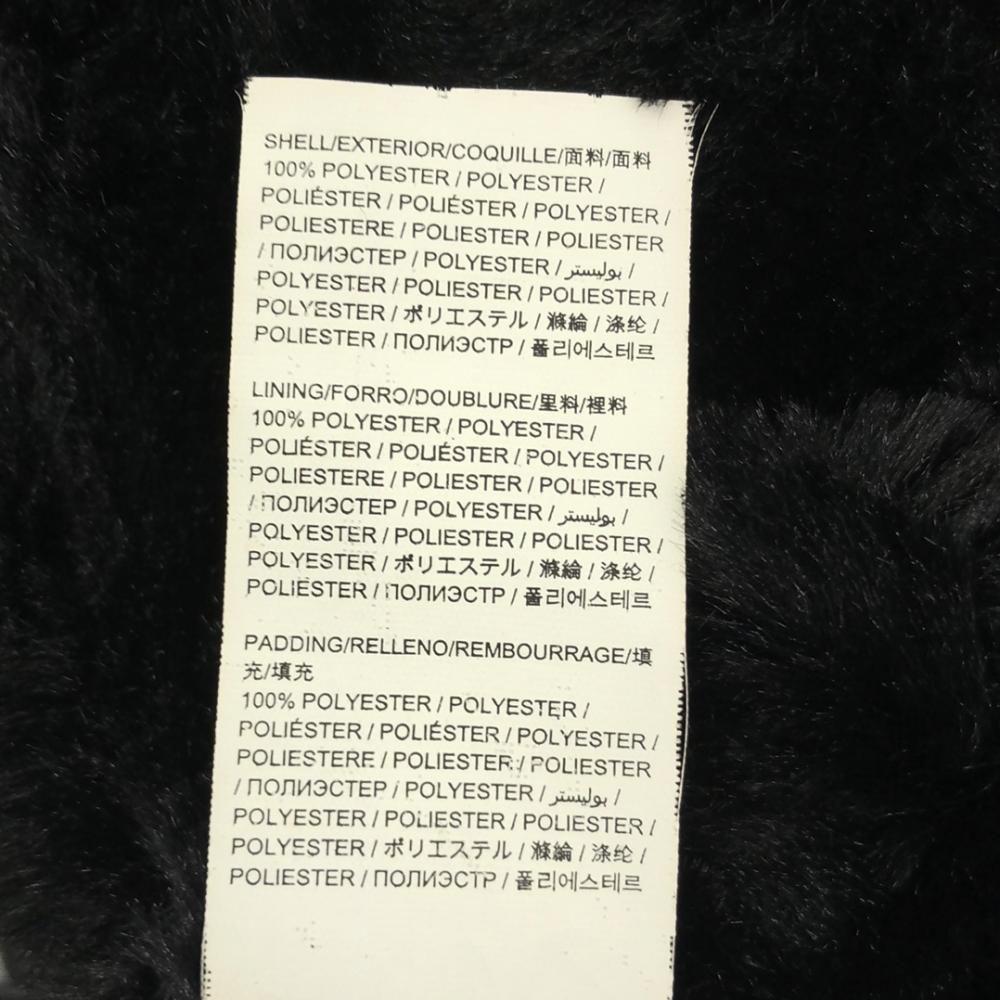 SHELL/EXTERIOR/COQUILLE/面料/面料
100% POLYESTER / POLYESTER /
POLIÉSTER / POLIÉSTER / POLYESTER /
POLIESTERE / POLIESTER / POLIESTER
/ ПОЛИЭСТЕР / POLYESTER / بوليستر /
POLYESTER / POLIESTER / POLIESTER /
POLYESTER / ポリエステル / 滌綸 / 涤纶 /
POLIESTER / ПОЛИЭСТР / 폴리에스테르
LINING/FORRO/DOUBLURE/里料/裡料
100% POLYESTER / POLYESTER /
POLIÉSTER / POLIÉSTER / POLYESTER /
POLIESTERE / POLIESTER / POLIESTER
/ ПОЛИЭСТЕР / POLYESTER / بوليستر /
POLYESTER / POLIESTER / POLIESTER /
POLYESTER / ポリエステル / 滌綸 / 涤纶 /
POLIESTER / ПОЛИЭСТР / 폴리에스테르
PADDING/RELLENO/REMBOURRAGE/填
充/填充
100% POLYESTER / POLYESTER /
POLIÉSTER / POLIÉSTER / POLYESTER /
POLIESTERE / POLIESTER / POLIESTER
/ ПОЛИЭСТЕР / POLYESTER / بوليستر /
POLYESTER / POLIESTER / POLIESTER /
POLYESTER / ポリエステル / 滌綸 / 涤纶 /
POLIESTER / ПОЛИЭСТР / 폴리에스테르